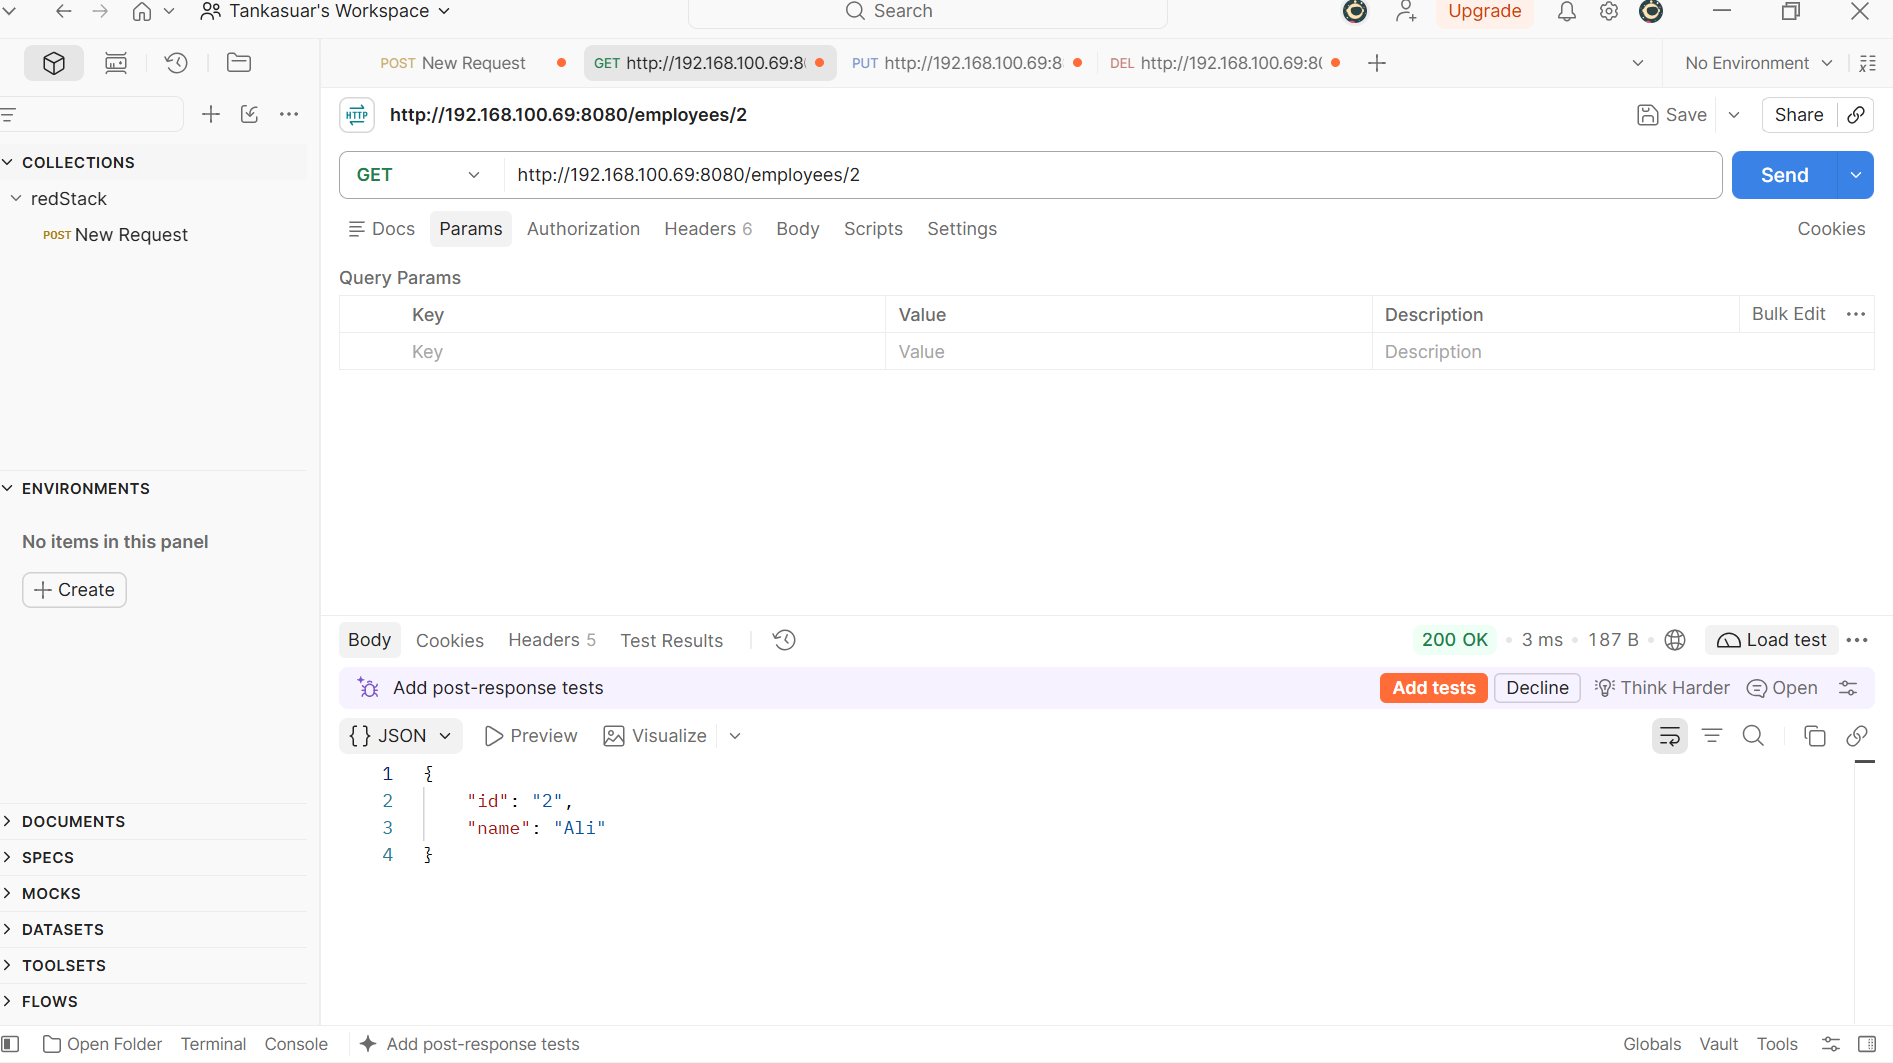 Tankasuar's Workspace
Search
Upgrade
POST New Request
GET http://192.168.100.69:8
PUT http://192.168.100.69:8
DEL http://192.168.100.69:8
No Environment
HTTP http://192.168.100.69:8080/employees/2
Save
Share
COLLECTIONS
redStack
POST New Request
GET http://192.168.100.69:8080/employees/2
Send
Docs Params Authorization Headers 6 Body Scripts Settings Cookies
Query Params
Key Value Description Bulk Edit
Key Value Description
ENVIRONMENTS
No items in this panel
Create
Body Cookies Headers 5 Test Results 200 OK 3 ms 187 B Load test
Add post-response tests Add tests Decline Think Harder Open
{ } JSON Preview Visualize
1 {
2 "id": "2",
3 "name": "Ali"
4 }
DOCUMENTS
SPECS
MOCKS
DATASETS
TOOLSETS
FLOWS
Open Folder Terminal Console Add post-response tests Globals Vault Tools